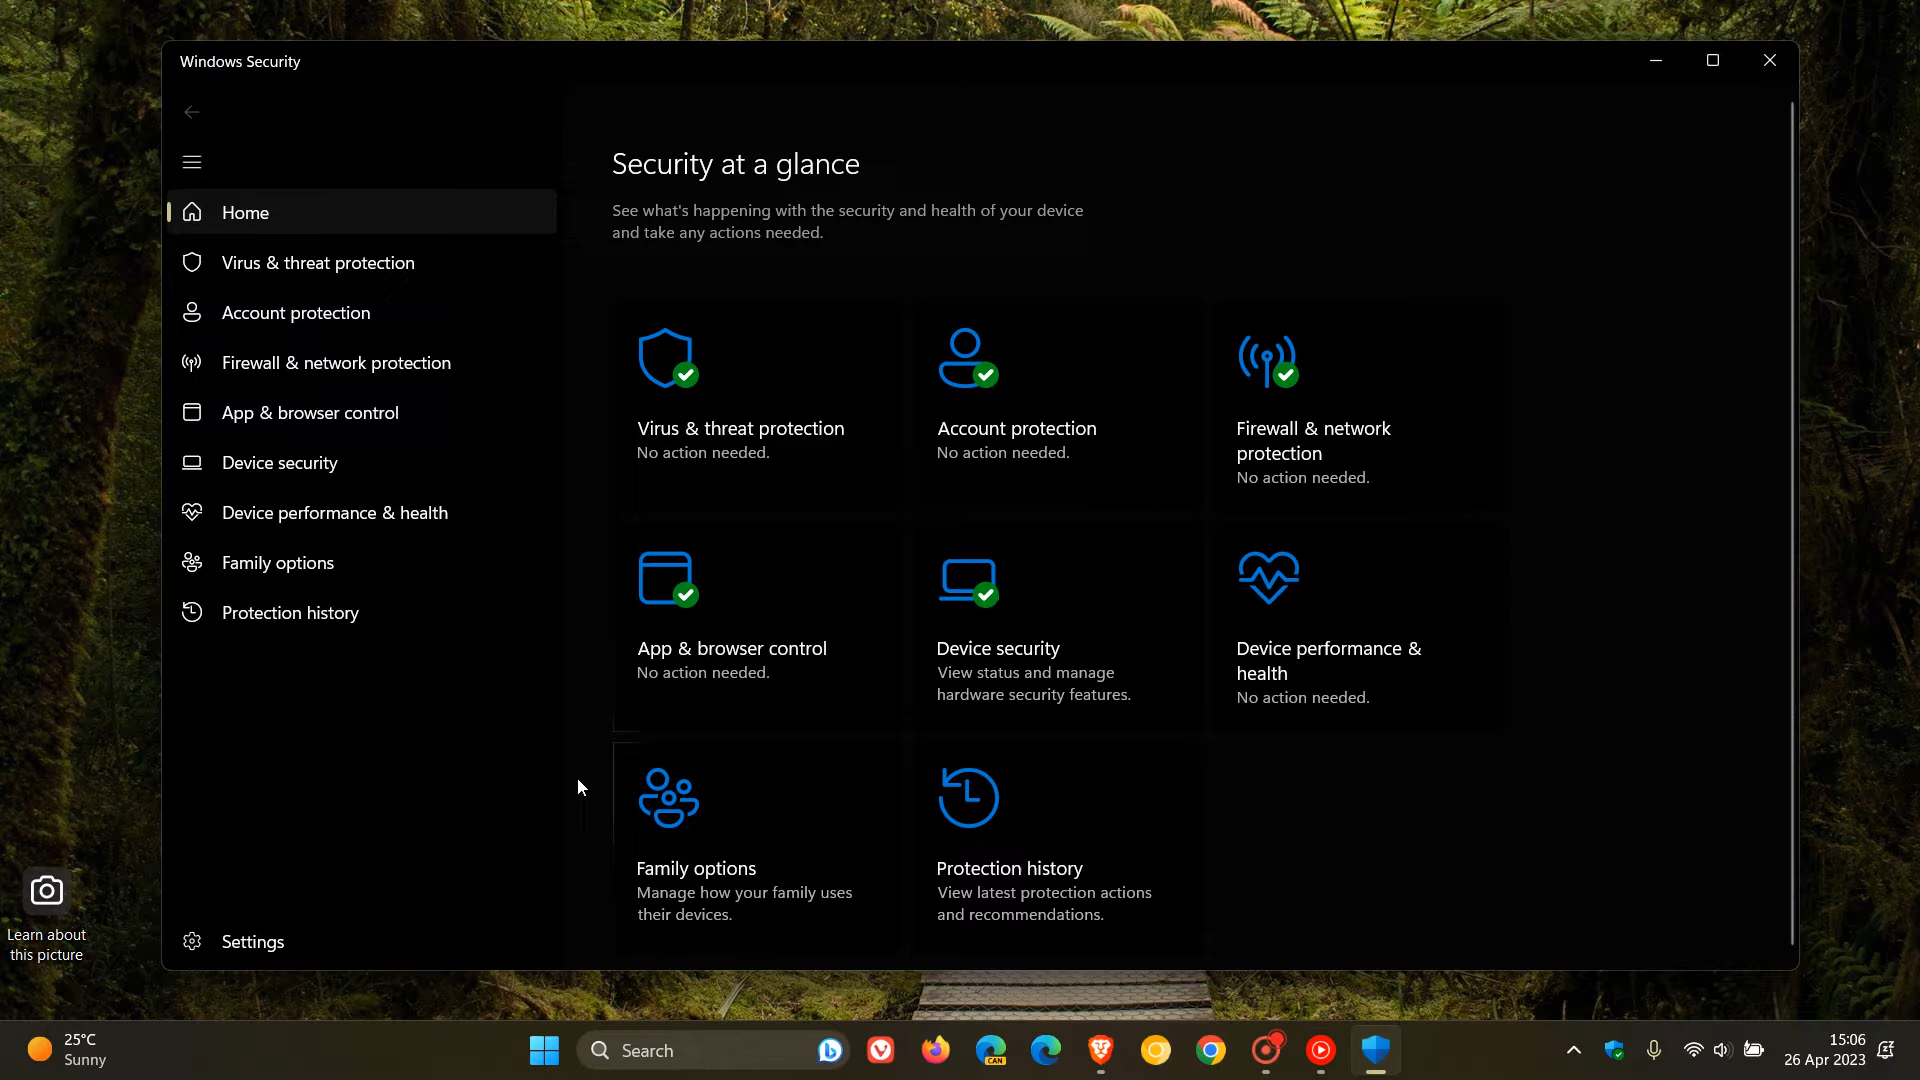 Windows Security
Home
Virus & threat protection
Account protection
Firewall & network protection
App & browser control
Device security
Device performance & health
Family options
Protection history
Settings
Security at a glance
See what's happening with the security and health of your device
and take any actions needed.
Virus & threat protection
No action needed.
Account protection
No action needed.
Firewall & network
protection
No action needed.
App & browser control
No action needed.
Device security
View status and manage
hardware security features.
Device performance &
health
No action needed.
Family options
Manage how your family uses
their devices.
Protection history
View latest protection actions
and recommendations.
Learn about
this picture
25°C
Sunny
Search
CAN
15:06
26 Apr 2023